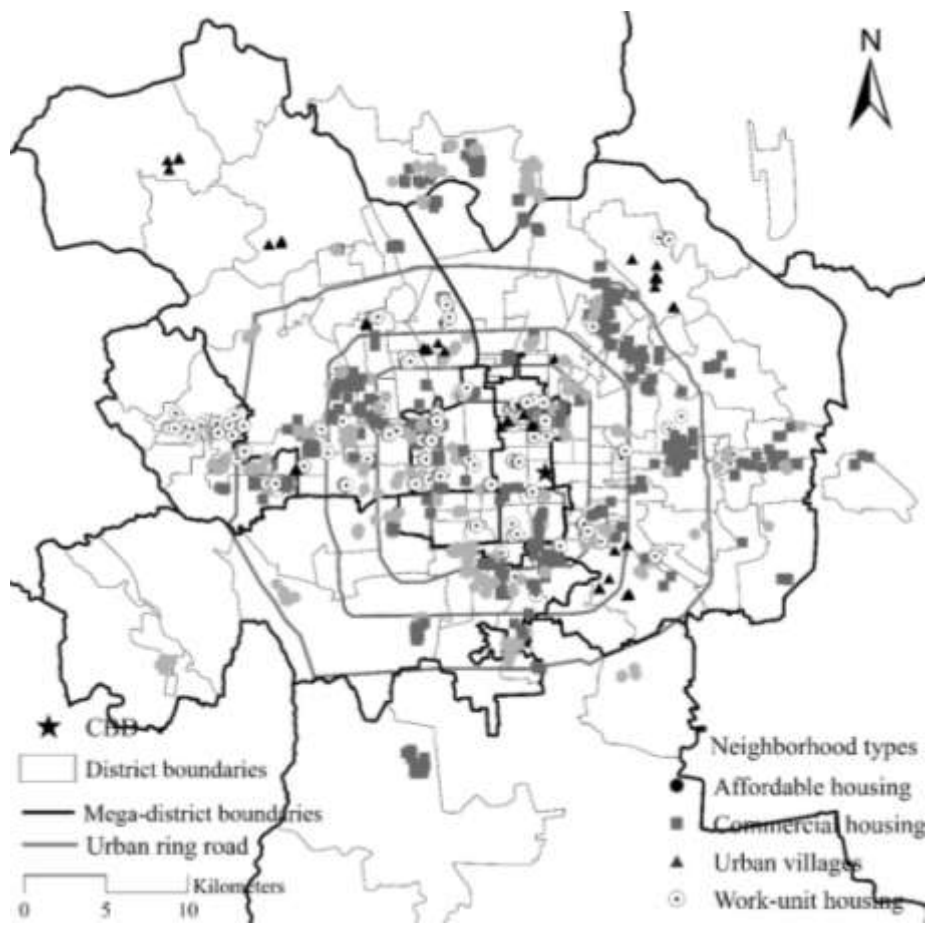 N
CBD
District boundaries
Mega-district boundaries
Urban ring road
Kilometers
0 5 10
Neighborhood types
Affordable housing
Commercial housing
Urban villages
Work-unit housing